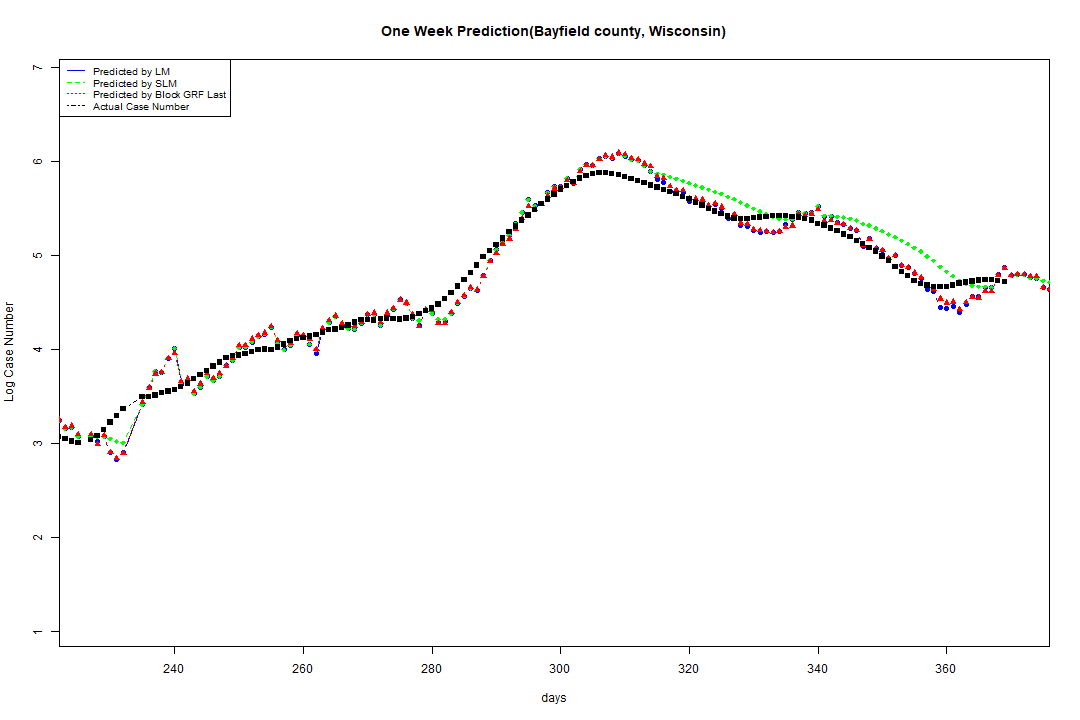 One Week Prediction(Bayfield county, Wisconsin)
Predicted by LM
Predicted by SLM
Predicted by Block GRF Last
Actual Case Number
7
6
5
4
3
2
1
Log Case Number
240 260 280 300 320 340 360
days